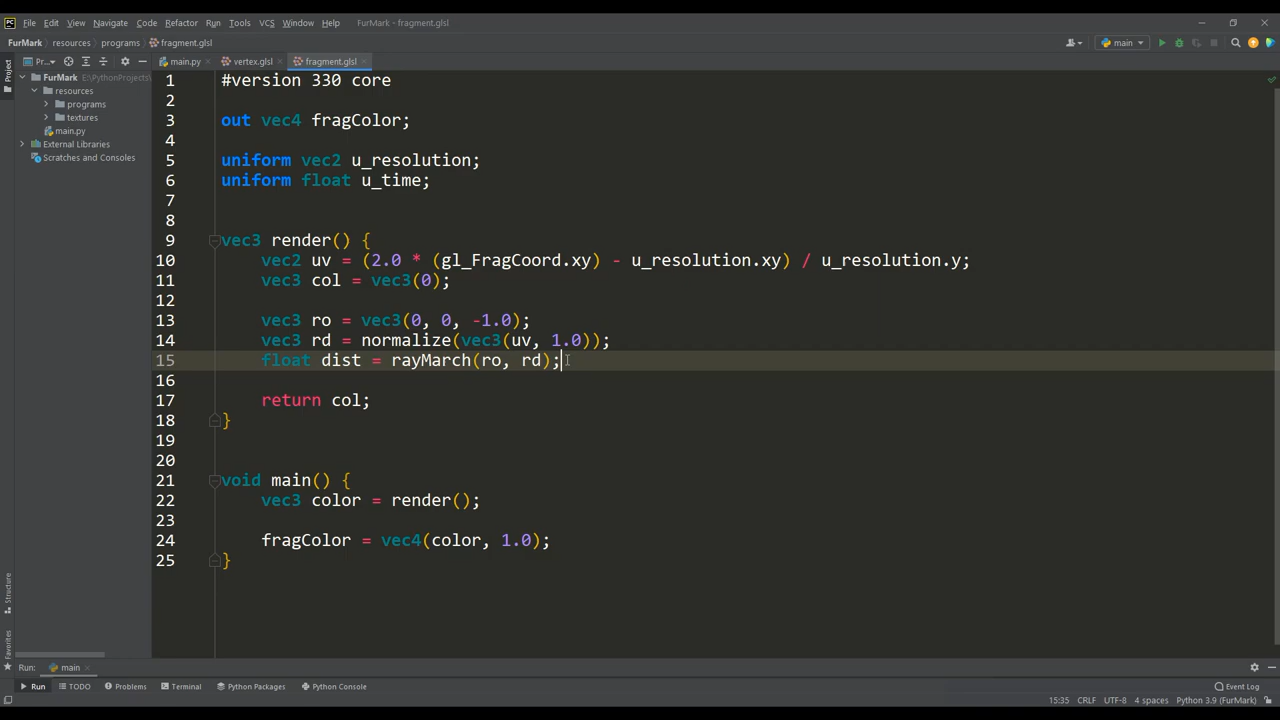 File Edit View Navigate Code Refactor Run Tools VCS Window Help FurMark - fragment.glsl
FurMark resources programs fragment.glsl main
Pr... main.py vertex.glsl fragment.glsl
Project
FurMark E:\PythonProjects\
resources
programs
textures
main.py
External Libraries
Scratches and Consoles
1 #version 330 core
2
3 out vec4 fragColor;
4
5 uniform vec2 u_resolution;
6 uniform float u_time;
7
8
9 vec3 render() {
10 vec2 uv = (2.0 * (gl_FragCoord.xy) - u_resolution.xy) / u_resolution.y;
11 vec3 col = vec3(0);
12
13 vec3 ro = vec3(0, 0, -1.0);
14 vec3 rd = normalize(vec3(uv, 1.0));
15 float dist = rayMarch(ro, rd);
16
17 return col;
18 }
19
20
21 void main() {
22 vec3 color = render();
23
24 fragColor = vec4(color, 1.0);
25 }
Structure
Favorites
Run: main
Run TODO Problems Terminal Python Packages Python Console Event Log
15:35 CRLF UTF-8 4 spaces Python 3.9 (FurMark)